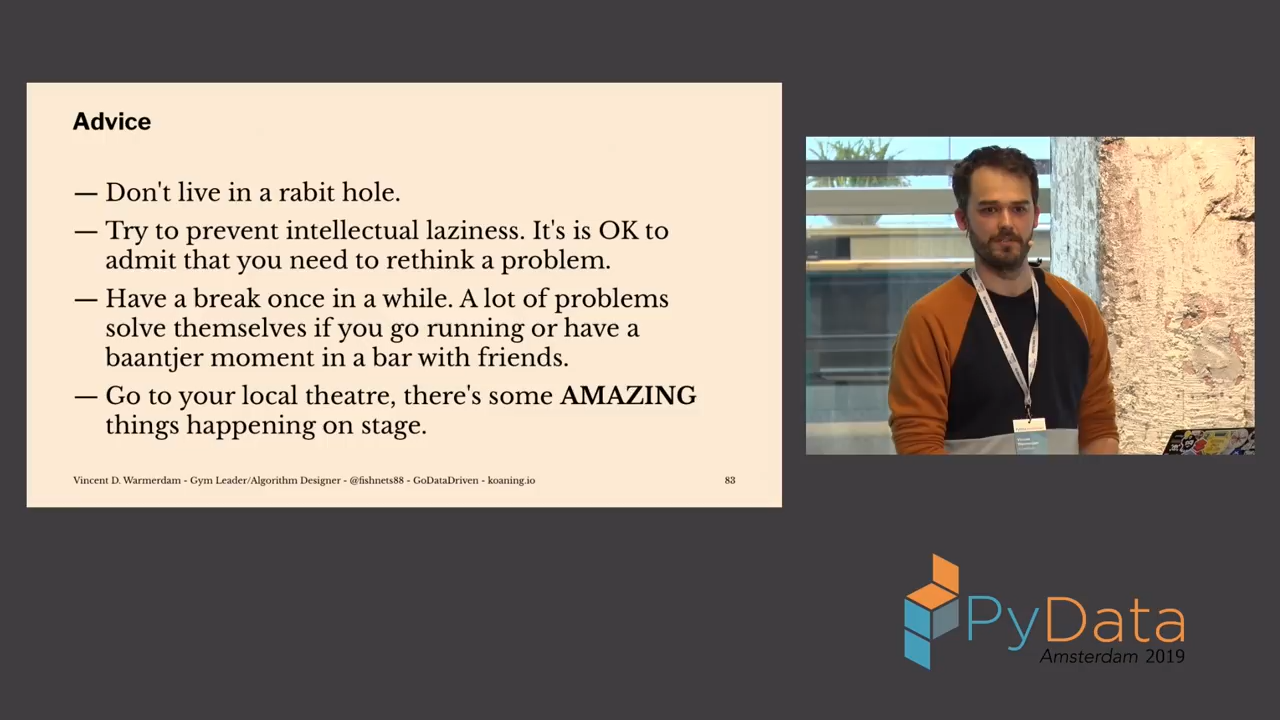 Advice
— Don't live in a rabit hole.
— Try to prevent intellectual laziness. It's is OK to
admit that you need to rethink a problem.
— Have a break once in a while. A lot of problems
solve themselves if you go running or have a
baantjer moment in a bar with friends.
— Go to your local theatre, there's some AMAZING
things happening on stage.
Vincent D. Warmerdam - Gym Leader/Algorithm Designer - @fishnets88 - GoDataDriven - koaning.io
83
PyData
Amsterdam 2019